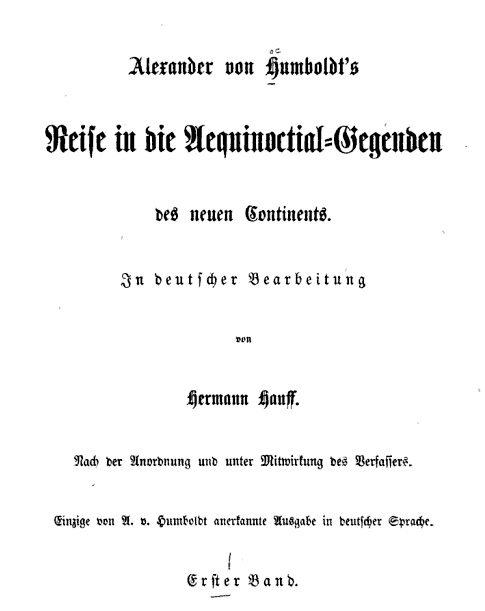 Alexander von Humboldt's
Reise in die Aequinoctial-Gegenden
des neuen Continents.
In deutscher Bearbeitung
von
Hermann Hauff.
Nach der Anordnung und unter Mitwirkung des Verfassers.
Einzige von A. v. Humboldt anerkannte Ausgabe in deutscher Sprache.
Erster Band.